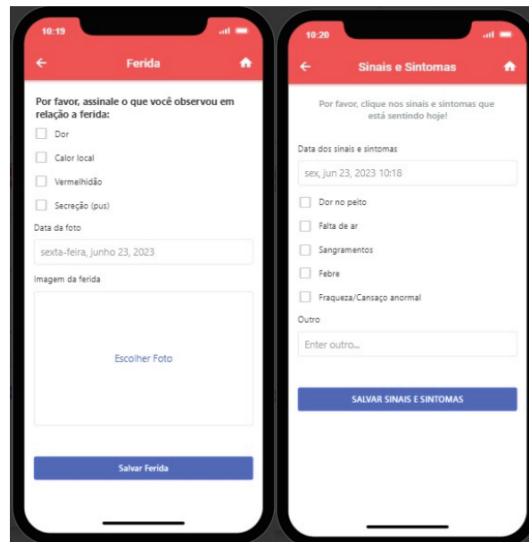 10:19
Ferida
Por favor, assinale o que você observou em
relação a ferida:
Dor
Calor local
Vermelhidão
Secreção (pus)
Data da foto
sexta-feira, junho 23, 2023
Imagem da ferida
Escolher Foto
Salvar Ferida
10:20
Sinais e Sintomas
Por favor, clique nos sinais e sintomas que
está sentindo hoje!
Data dos sinais e sintomas
sex, jun 23, 2023 10:18
Dor no peito
Falta de ar
Sangramentos
Febre
Fraqueza/Cansaço anormal
Outro
Enter outro...
SALVAR SINAIS E SINTOMAS